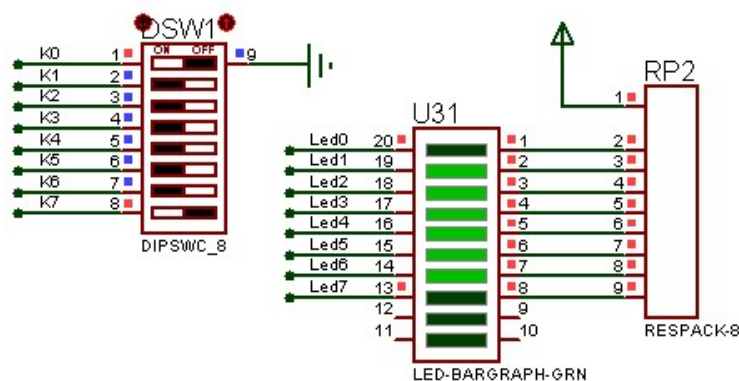 DSW1
ON OFF
K0 1 9
K1 2
K2 3
K3 4
K4 5
K5 6
K6 7
K7 8
DIPSWC_8
U31
Led0 20 1
Led1 19 2
Led2 18 3
Led3 17 4
Led4 16 5
Led5 15 6
Led6 14 7
Led7 13 8
12 9
11 10
LED-BARGRAPH-GRN
RP2
1
2
3
4
5
6
7
8
9
RESPACK-8